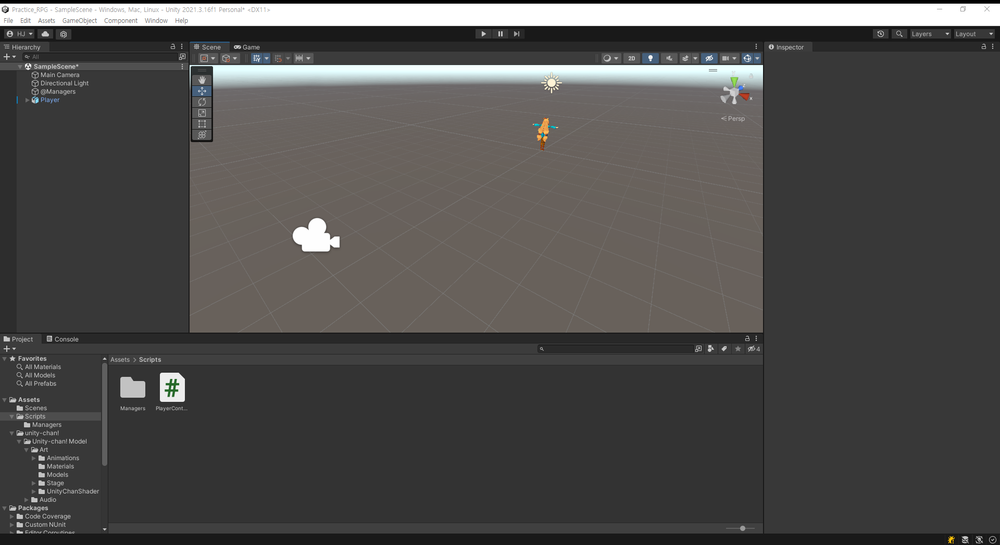 Practice_RPG - SampleScene - Windows, Mac, Linux - Unity 2021.3.16f1 Personal* <DX11>
File Edit Assets GameObject Component Window Help
HJ Layers Layout
Hierarchy
All
SampleScene*
Main Camera
Directional Light
@Managers
Player
Scene Game
2D
y
z
x
Persp
Inspector
Project Console
4
Favorites
All Materials
All Models
All Prefabs
Assets
Scenes
Scripts
Managers
unity-chan!
Unity-chan! Model
Art
Animations
Materials
Models
Stage
UnityChanShader
Audio
Packages
Code Coverage
Custom NUnit
Editor Coroutines
Assets > Scripts
Managers PlayerCont...